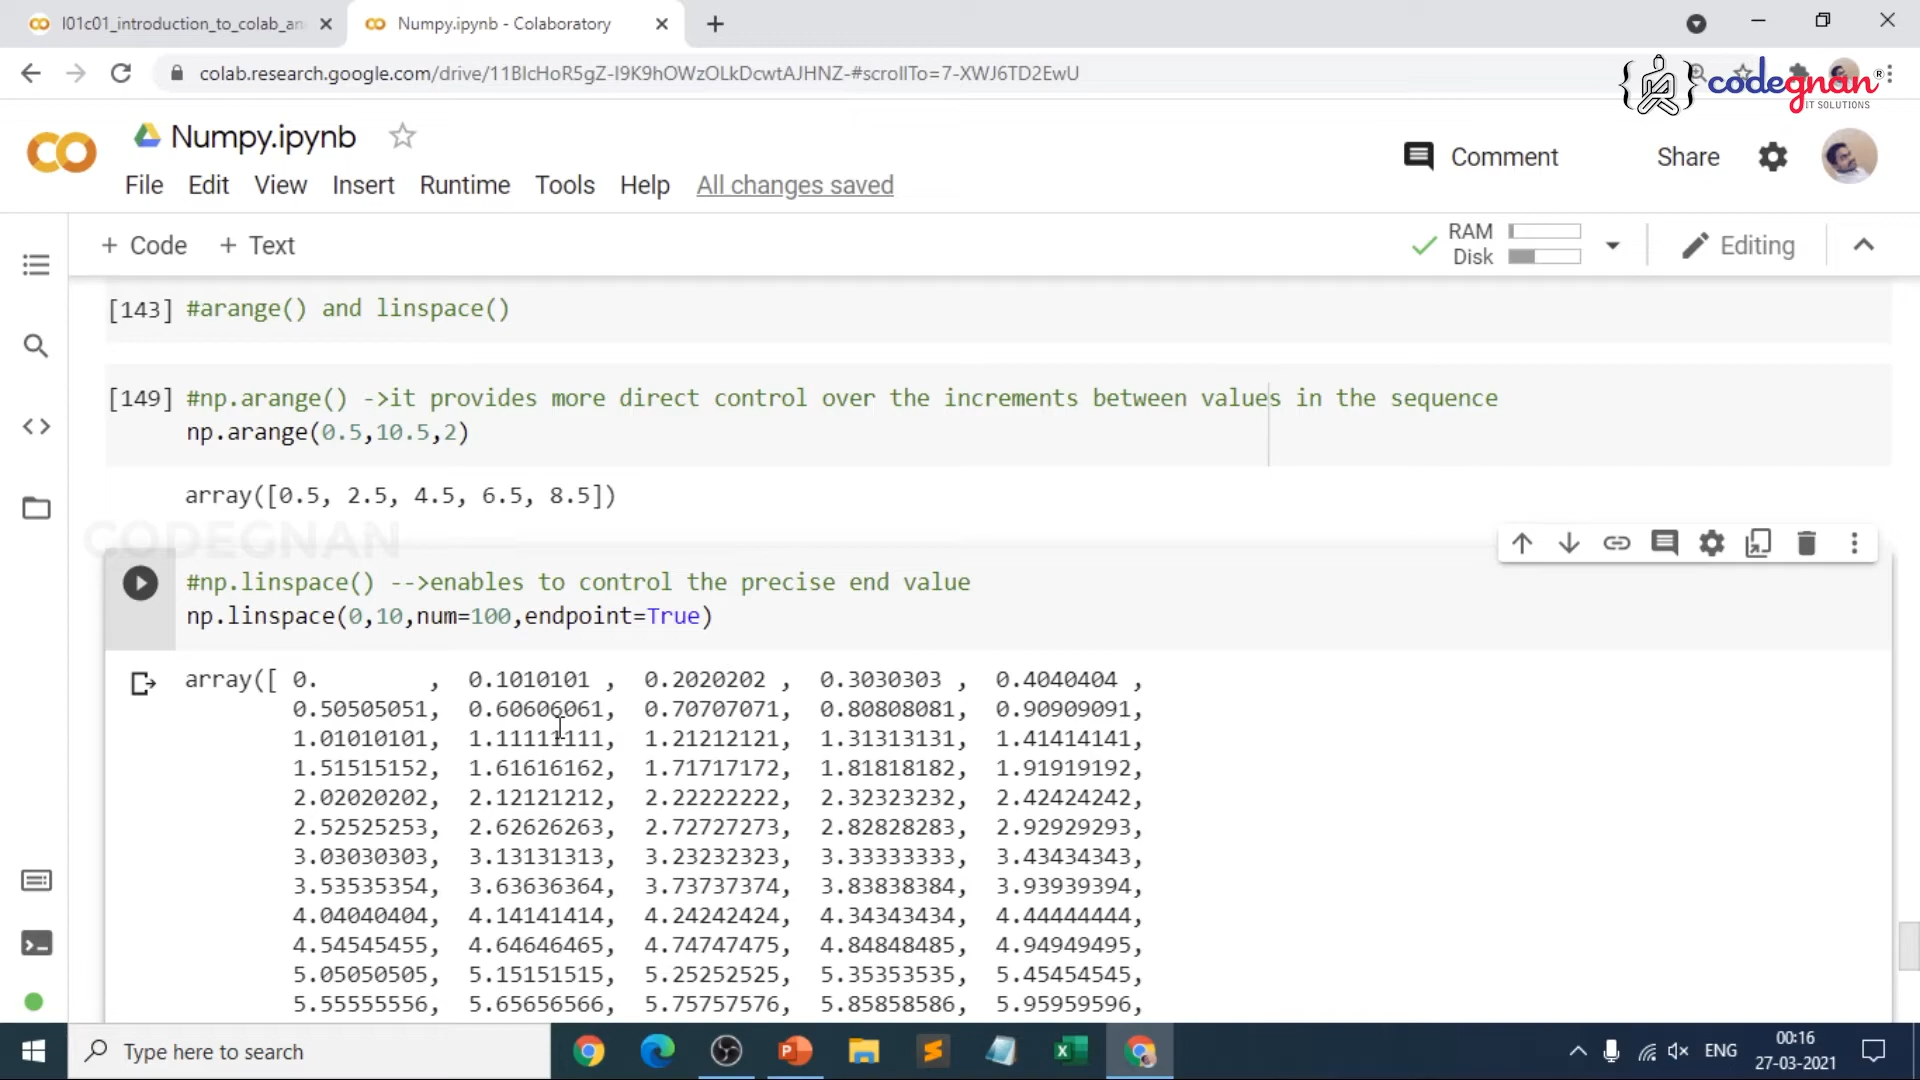 l01c01_introduction_to_colab_an
Numpy.ipynb - Colaboratory
colab.research.google.com/drive/11BlcHoR5gZ-I9K9hOWzOLkDcwtAJHNZ-#scrollTo=7-XWJ6TD2EwU
codegnan®
IT SOLUTIONS
Numpy.ipynb
Comment
Share
File Edit View Insert Runtime Tools Help All changes saved
+ Code + Text
RAM
Disk
Editing
[143] #arange() and linspace()
[149] #np.arange() ->it provides more direct control over the increments between values in the sequence
np.arange(0.5,10.5,2)
array([0.5, 2.5, 4.5, 6.5, 8.5])
CODEGNAN
#np.linspace() -->enables to control the precise end value
np.linspace(0,10,num=100,endpoint=True)
array([ 0. , 0.1010101 , 0.2020202 , 0.3030303 , 0.4040404 ,
0.50505051, 0.60606061, 0.70707071, 0.80808081, 0.90909091,
1.01010101, 1.11111111, 1.21212121, 1.31313131, 1.41414141,
1.51515152, 1.61616162, 1.71717172, 1.81818182, 1.91919192,
2.02020202, 2.12121212, 2.22222222, 2.32323232, 2.42424242,
2.52525253, 2.62626263, 2.72727273, 2.82828283, 2.92929293,
3.03030303, 3.13131313, 3.23232323, 3.33333333, 3.43434343,
3.53535354, 3.63636364, 3.73737374, 3.83838384, 3.93939394,
4.04040404, 4.14141414, 4.24242424, 4.34343434, 4.44444444,
4.54545455, 4.64646465, 4.74747475, 4.84848485, 4.94949495,
5.05050505, 5.15151515, 5.25252525, 5.35353535, 5.45454545,
5.55555556, 5.65656566, 5.75757576, 5.85858586, 5.95959596,
Type here to search
ENG
00:16
27-03-2021